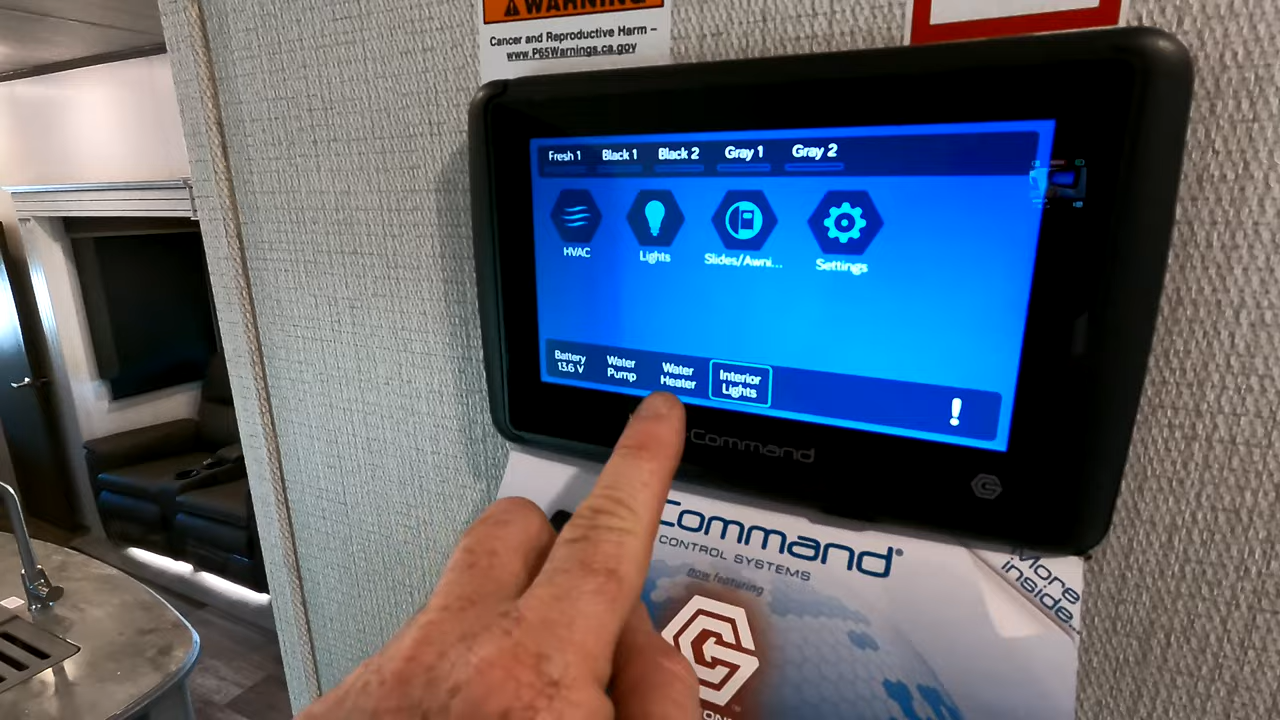 WARNING
Cancer and Reproductive Harm –
www.P65Warnings.ca.gov
Fresh 1 Black 1 Black 2 Gray 1 Gray 2
HVAC Lights Slides/Awni... Settings
Battery
13.6 V
Water
Pump
Water
Heater
Interior
Lights
!
-Command
Command®
CONTROL SYSTEMS
now featuring
More
inside...